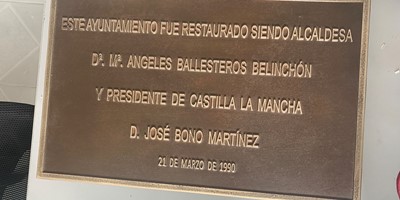 ESTE AYUNTAMIENTO FUE RESTAURADO SIENDO ALCALDESA
Dª. Mª. ANGELES BALLESTEROS BELINCHÓN
Y PRESIDENTE DE CASTILLA LA MANCHA
D. JOSÉ BONO MARTÍNEZ
21 DE MARZO DE 1990